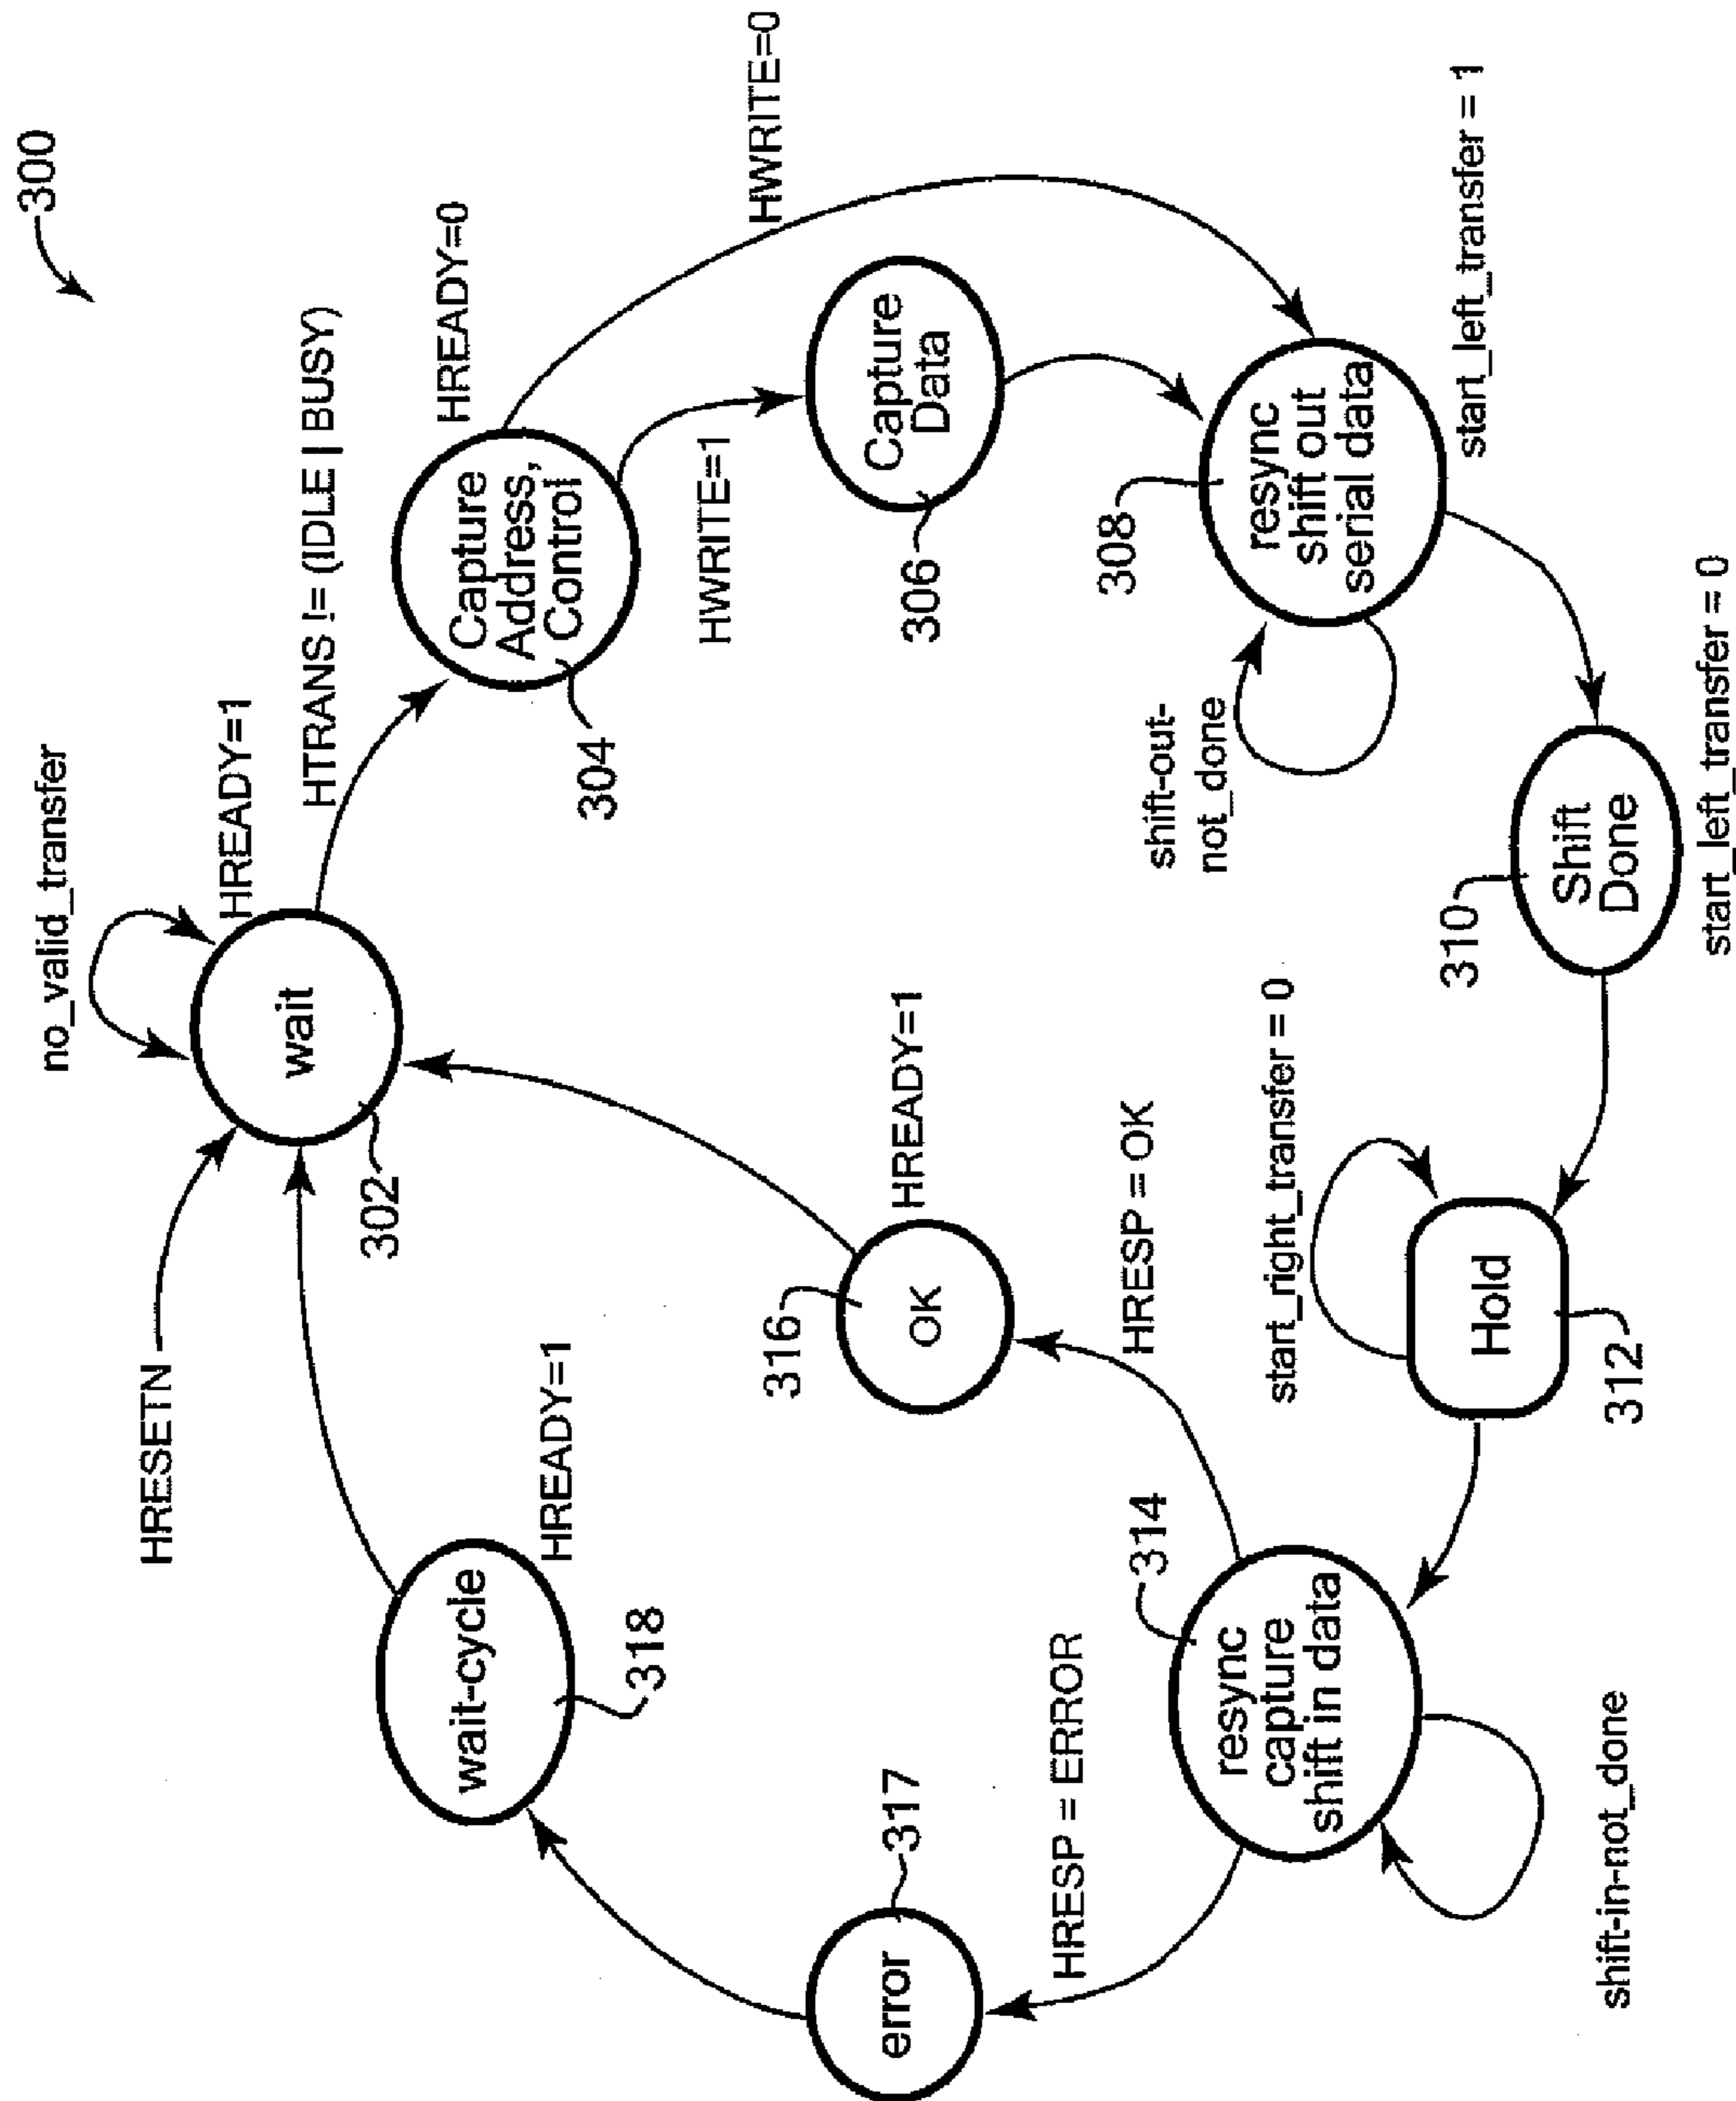 300
no_valid_transfer
HREADY=1
HRESETN
wait
302
HTRANS != (IDLE | BUSY)
HREADY=0
Capture
Address,
Control
304
HWRITE=0
HWRITE=1
Capture
Data
306
resync
shift out
serial data
308
start_left_transfer = 1
shift-out-
not_done
Shift
Done
310
start_left_transfer = 0
Hold
312
start_right_transfer = 0
resync
capture
shift in data
314
shift-in-not_done
HRESP = OK
OK
316
HREADY=1
HRESP = ERROR
error
317
wait-cycle
318
HREADY=1